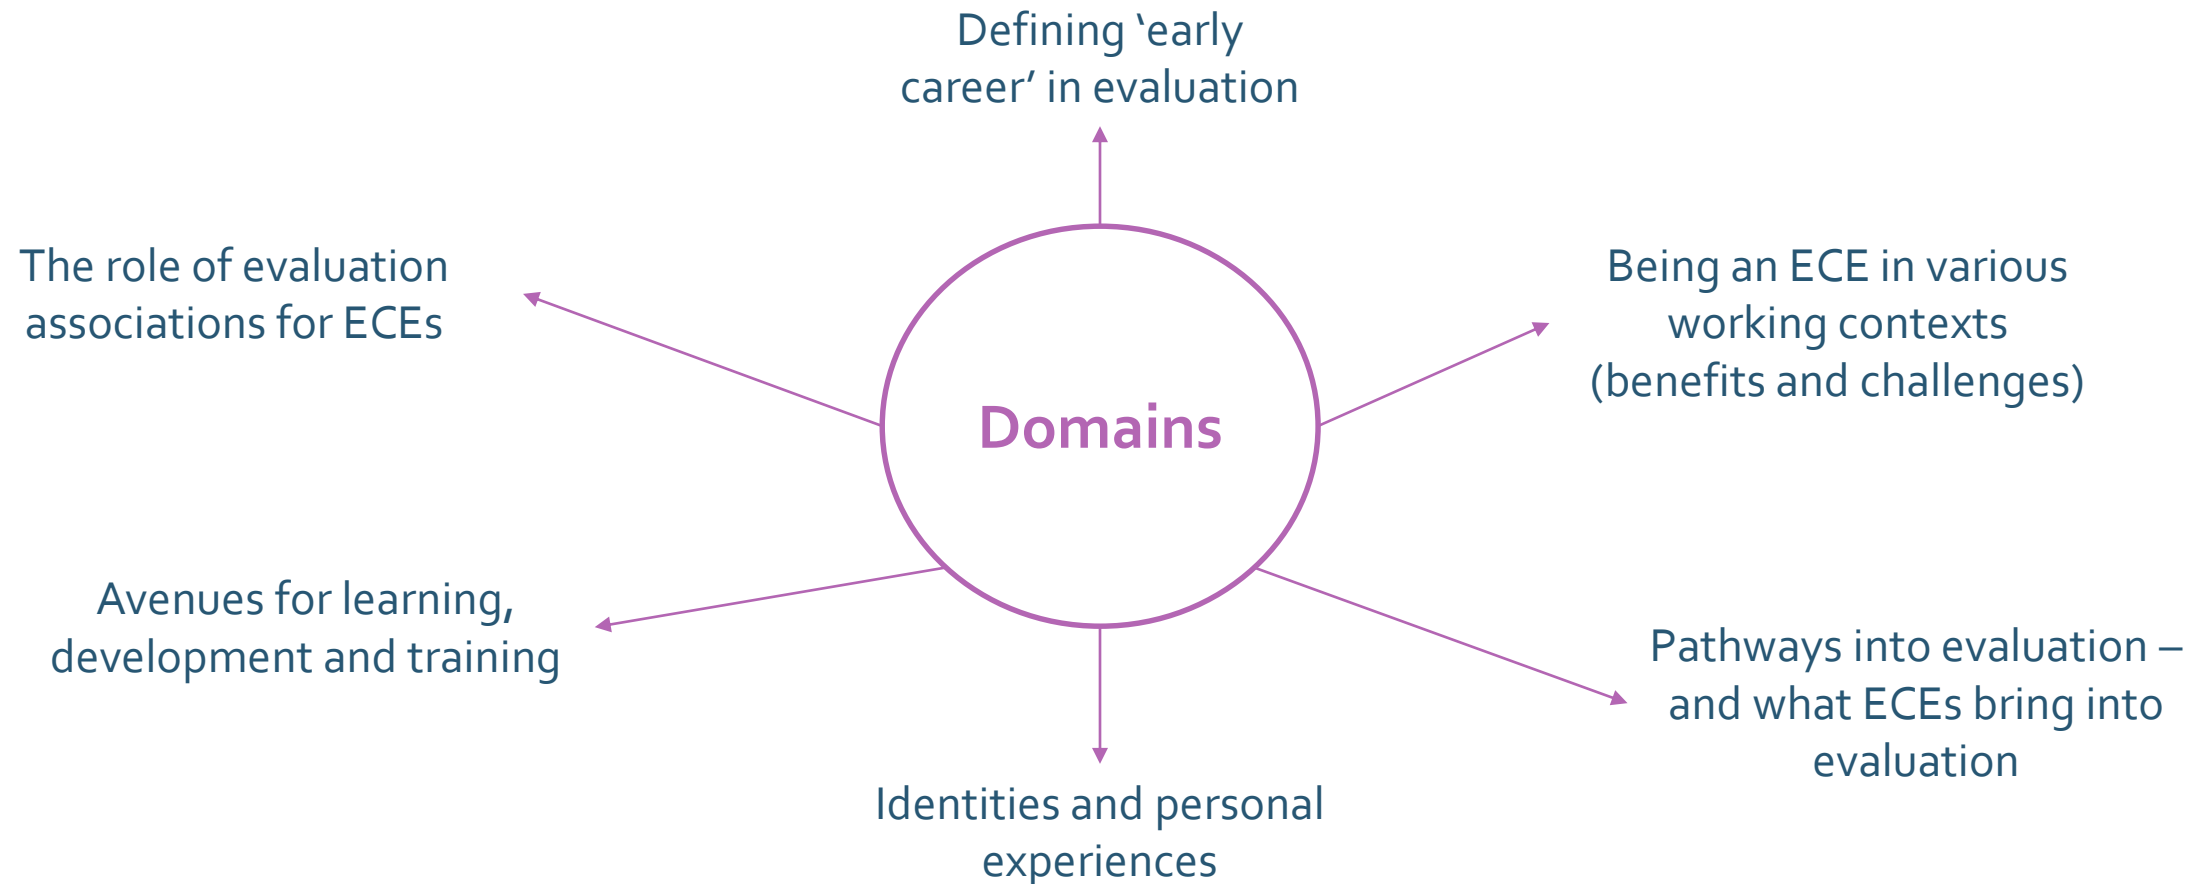 Defining ‘early
career’ in evaluation
The role of evaluation
associations for ECEs
Being an ECE in various
working contexts
(benefits and challenges)
Domains
Avenues for learning,
development and training
Pathways into evaluation –
and what ECEs bring into
evaluation
Identities and personal
experiences